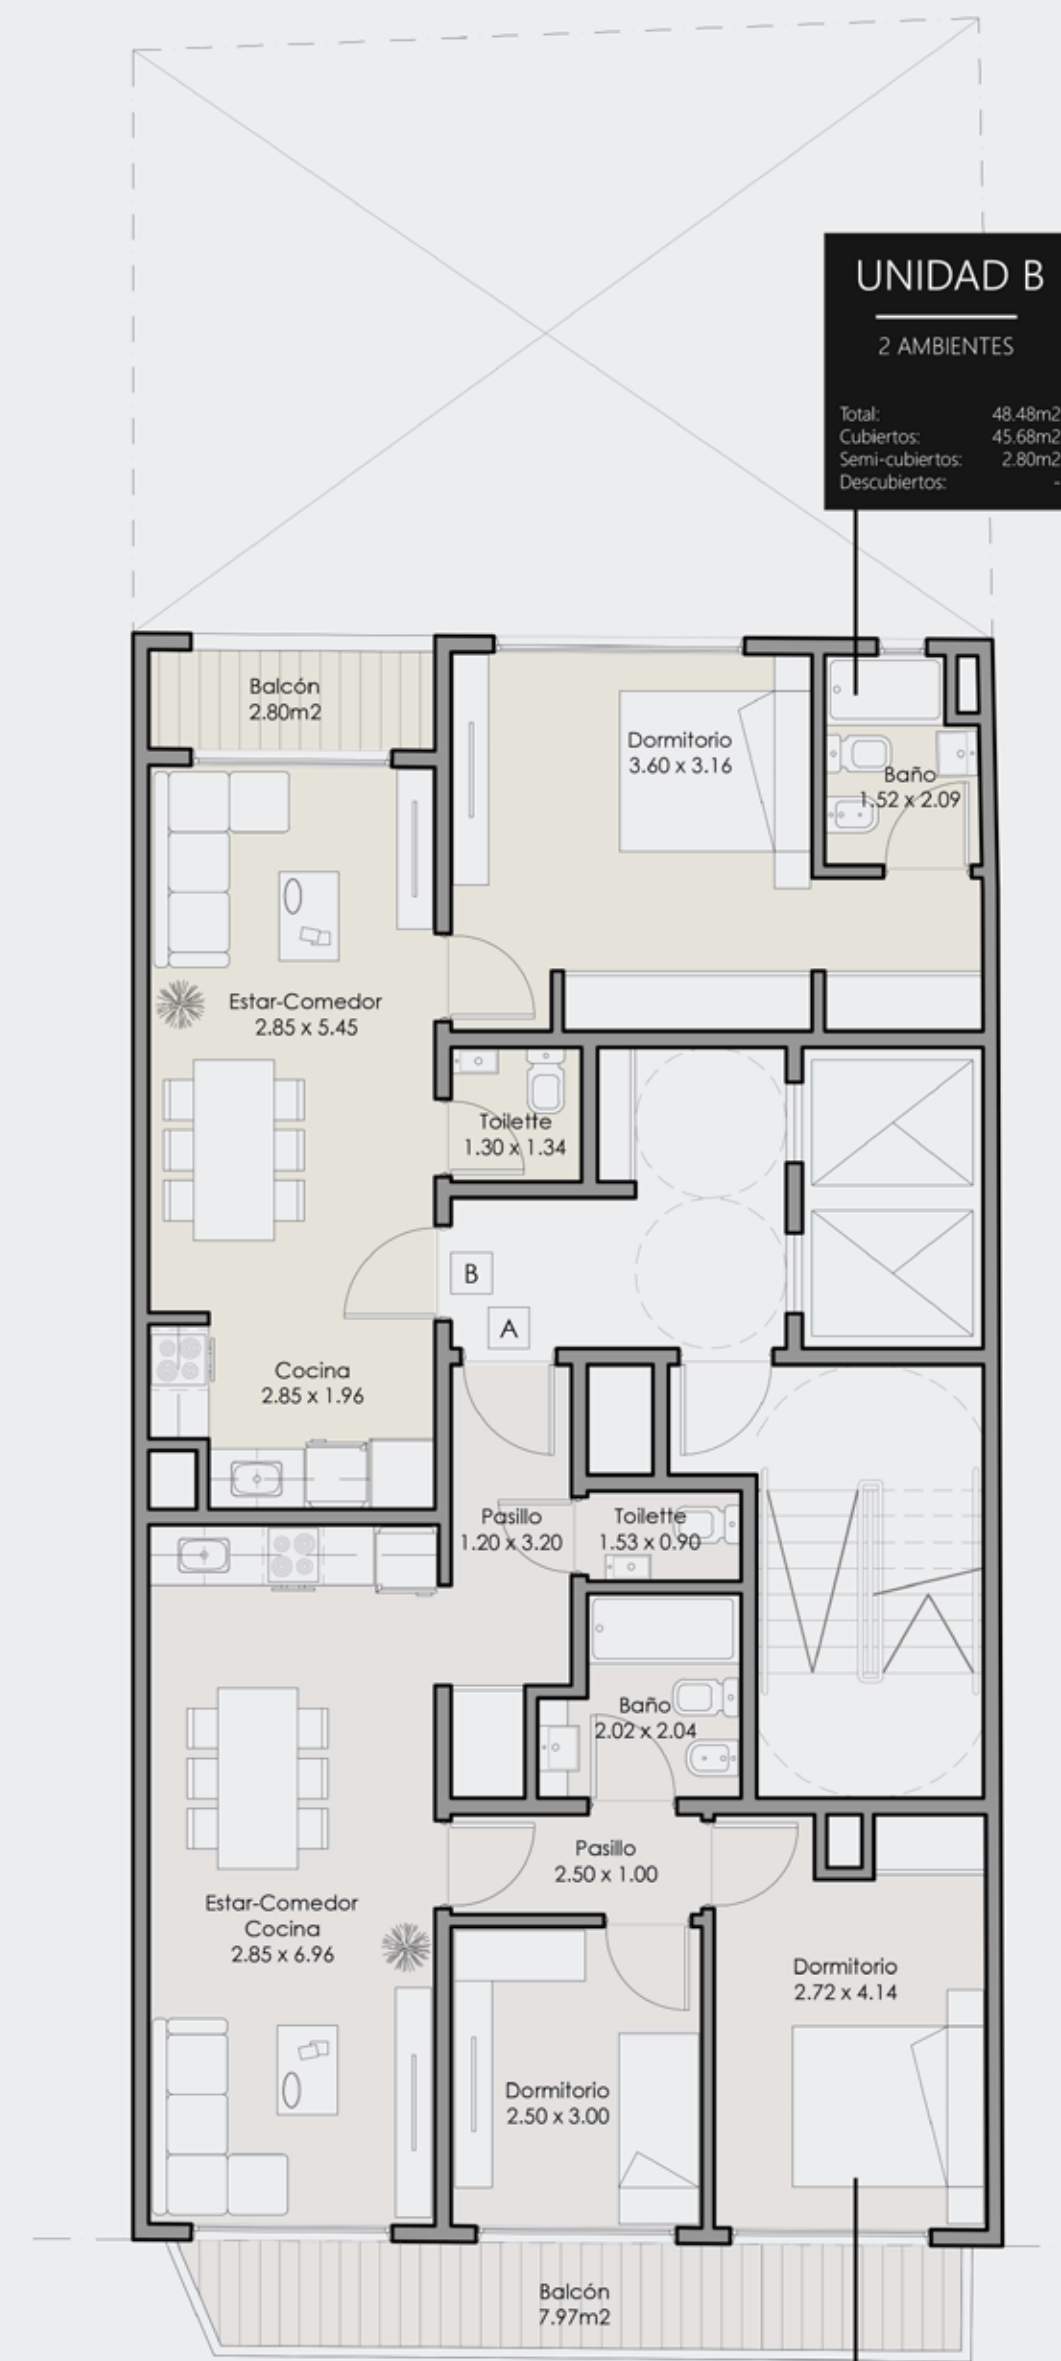 UNIDAD B
2 AMBIENTES
Total: 48.48m2
Cubiertos: 45.68m2
Semi-cubiertos: 2.80m2
Descubiertos: -
Balcón
2.80m2
Dormitorio
3.60 x 3.16
Baño
1.52 x 2.09
Estar-Comedor
2.85 x 5.45
Toilette
1.30 x 1.34
B
A
Cocina
2.85 x 1.96
Pasillo
1.20 x 3.20
Toilette
1.53 x 0.90
Baño
2.02 x 2.04
Pasillo
2.50 x 1.00
Estar-Comedor
Cocina
2.85 x 6.96
Dormitorio
2.72 x 4.14
Dormitorio
2.50 x 3.00
Balcón
7.97m2